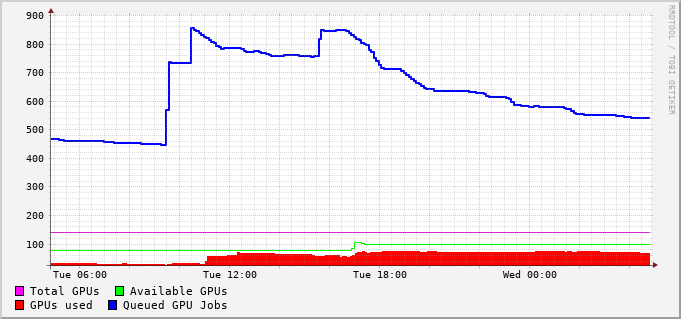 RRDTOOL / TOBI OETIKER
900
800
700
600
500
400
300
200
100
Tue 06:00 Tue 12:00 Tue 18:00 Wed 00:00
Total GPUs Available GPUs
GPUs used Queued GPU Jobs